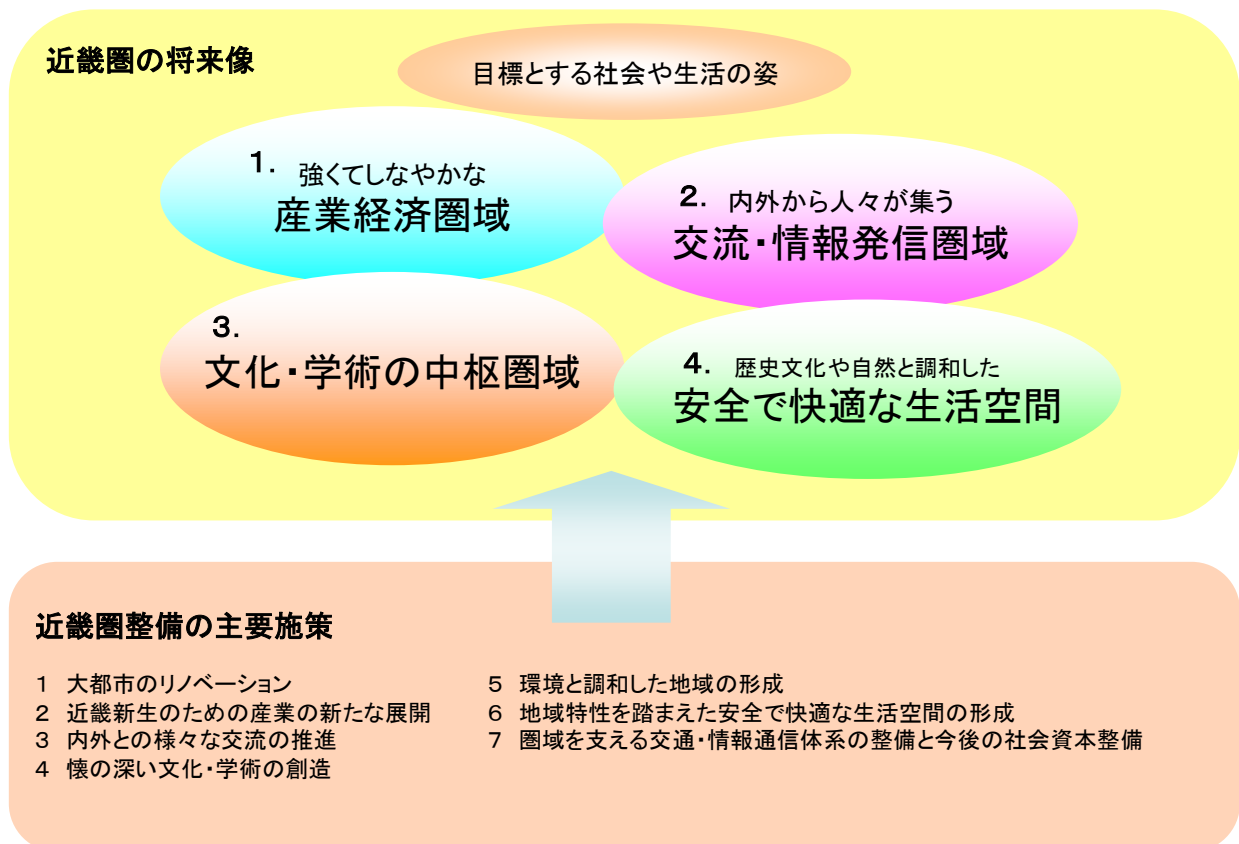 近畿圏の将来像
目標とする社会や生活の姿
１. 強くてしなやかな
産業経済圏域
２. 内外から人々が集う
交流・情報発信圏域
３.
文化・学術の中枢圏域
４. 歴史文化や自然と調和した
安全で快適な生活空間
近畿圏整備の主要施策
１ 大都市のリノベーション
２ 近畿新生のための産業の新たな展開
３ 内外との様々な交流の推進
４ 懐の深い文化・学術の創造
５ 環境と調和した地域の形成
６ 地域特性を踏まえた安全で快適な生活空間の形成
７ 圏域を支える交通・情報通信体系の整備と今後の社会資本整備